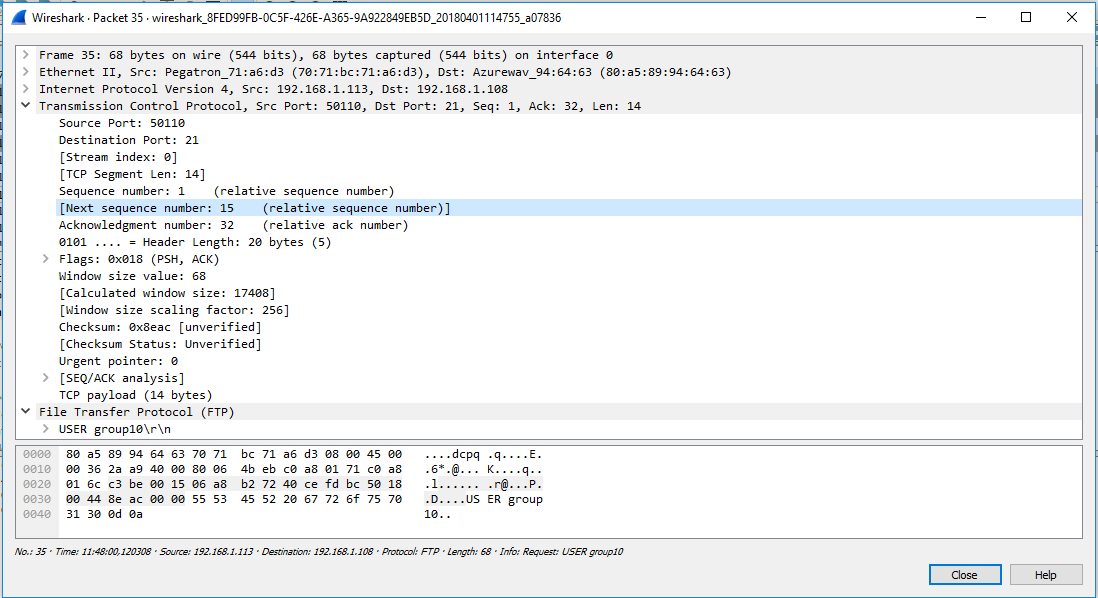 Wireshark · Packet 35 · wireshark_8FED99FB-0C5F-426E-A365-9A922849EB5D_20180401114755_a07836
Frame 35: 68 bytes on wire (544 bits), 68 bytes captured (544 bits) on interface 0
Ethernet II, Src: Pegatron_71:a6:d3 (70:71:bc:71:a6:d3), Dst: Azurewav_94:64:63 (80:a5:89:94:64:63)
Internet Protocol Version 4, Src: 192.168.1.113, Dst: 192.168.1.108
Transmission Control Protocol, Src Port: 50110, Dst Port: 21, Seq: 1, Ack: 32, Len: 14
Source Port: 50110
Destination Port: 21
[Stream index: 0]
[TCP Segment Len: 14]
Sequence number: 1    (relative sequence number)
[Next sequence number: 15    (relative sequence number)]
Acknowledgment number: 32    (relative ack number)
0101 .... = Header Length: 20 bytes (5)
Flags: 0x018 (PSH, ACK)
Window size value: 68
[Calculated window size: 17408]
[Window size scaling factor: 256]
Checksum: 0x8eac [unverified]
[Checksum Status: Unverified]
Urgent pointer: 0
[SEQ/ACK analysis]
TCP payload (14 bytes)
File Transfer Protocol (FTP)
USER group10\r\n
0000  80 a5 89 94 64 63 70 71  bc 71 a6 d3 08 00 45 00  ....dcpq .q....E.
0010  00 36 2a a9 40 00 80 06  4b eb c0 a8 01 71 c0 a8  .6*.@... K....q..
0020  01 6c c3 be 00 15 06 a8  b2 72 40 ce fd bc 50 18  .l...... .r@...P.
0030  00 44 8e ac 00 00 55 53  45 52 20 67 72 6f 75 70  .D....US ER group
0040  31 30 0d 0a  10..
No.: 35 · Time: 11:48:00,120308 · Source: 192.168.1.113 · Destination: 192.168.1.108 · Protocol: FTP · Length: 68 · Info: Request: USER group10
Close  Help